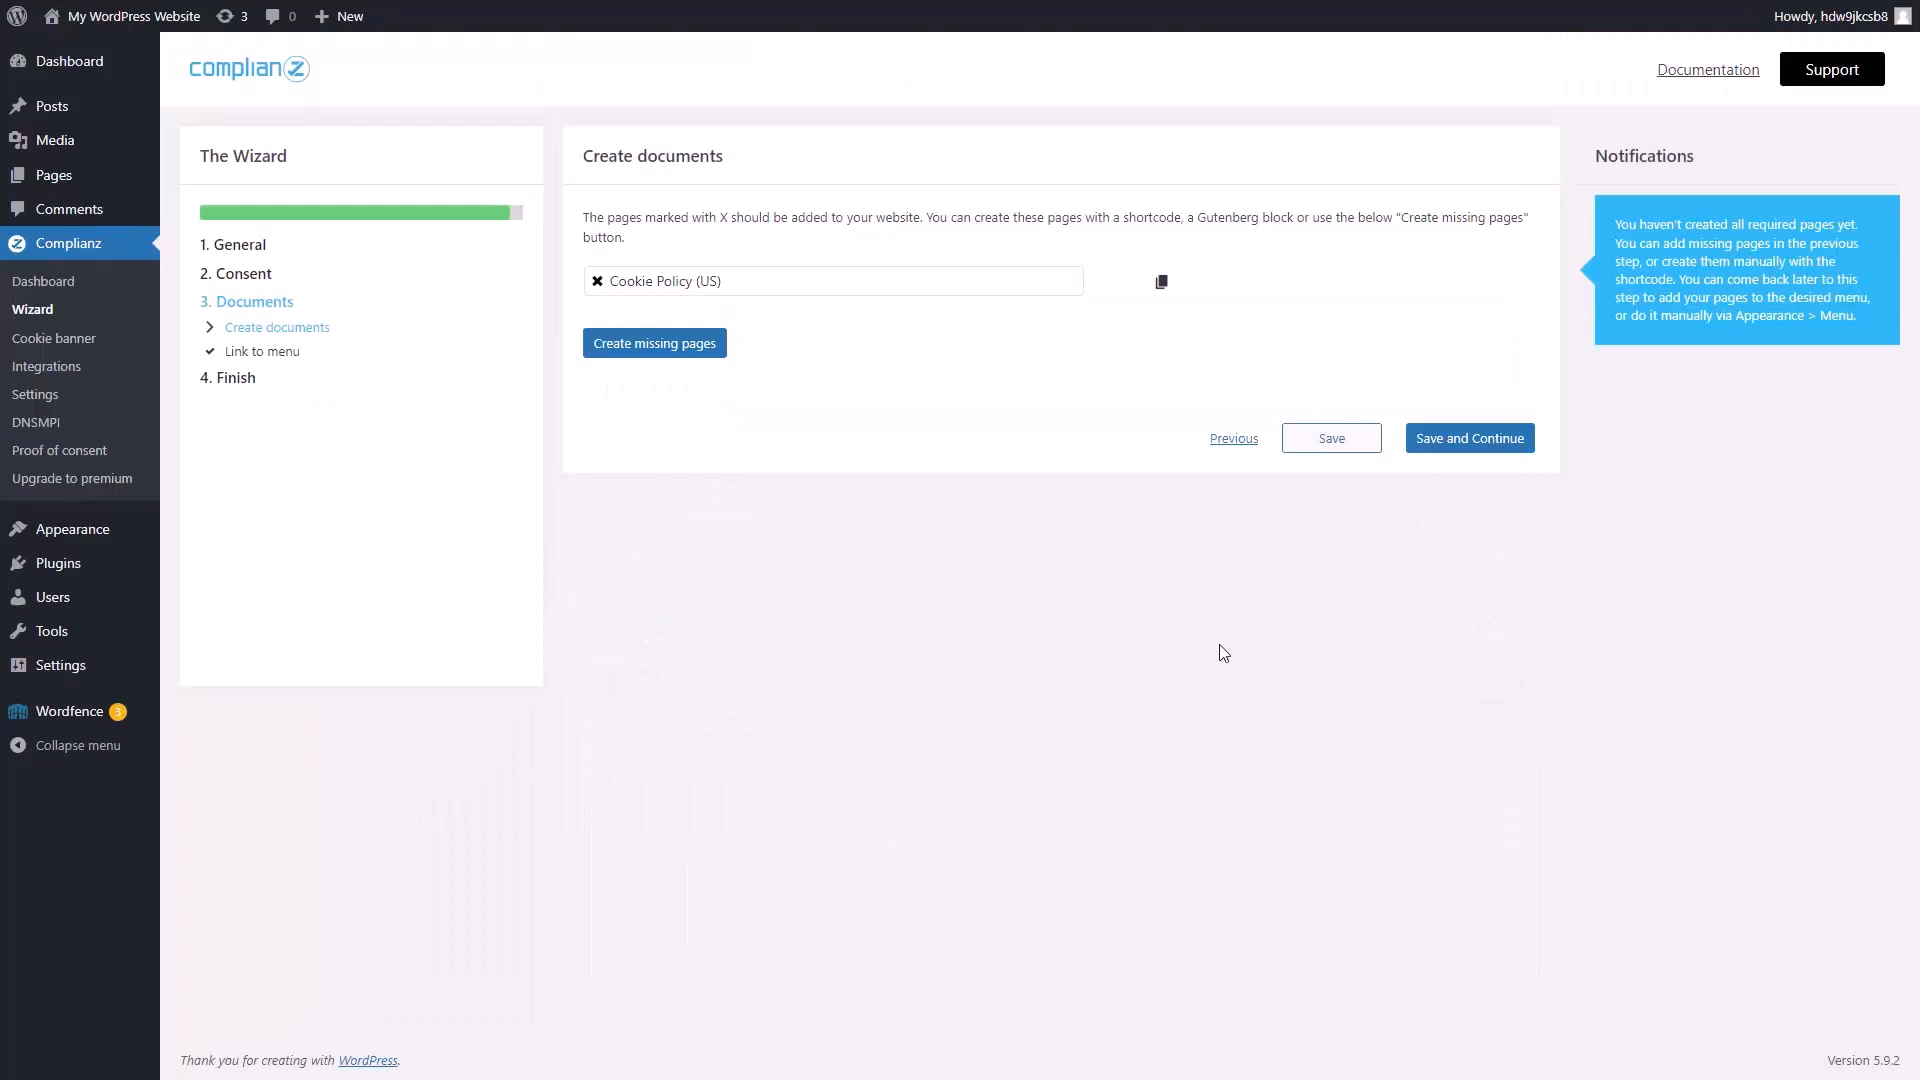 My WordPress Website 3 0 New
Howdy, hdw9jkcsb8
Dashboard
Posts
Media
Pages
Comments
Complianz
Dashboard
Wizard
Cookie banner
Integrations
Settings
DNSMPI
Proof of consent
Upgrade to premium
Appearance
Plugins
Users
Tools
Settings
Wordfence 3
Collapse menu
complianz
Documentation
Support
The Wizard
1. General
2. Consent
3. Documents
Create documents
Link to menu
4. Finish
Create documents
The pages marked with X should be added to your website. You can create these pages with a shortcode, a Gutenberg block or use the below "Create missing pages"
button.
Cookie Policy (US)
Create missing pages
Previous
Save
Save and Continue
Notifications
You haven't created all required pages yet.
You can add missing pages in the previous
step, or create them manually with the
shortcode. You can come back later to this
step to add your pages to the desired menu,
or do it manually via Appearance > Menu.
Thank you for creating with WordPress.
Version 5.9.2